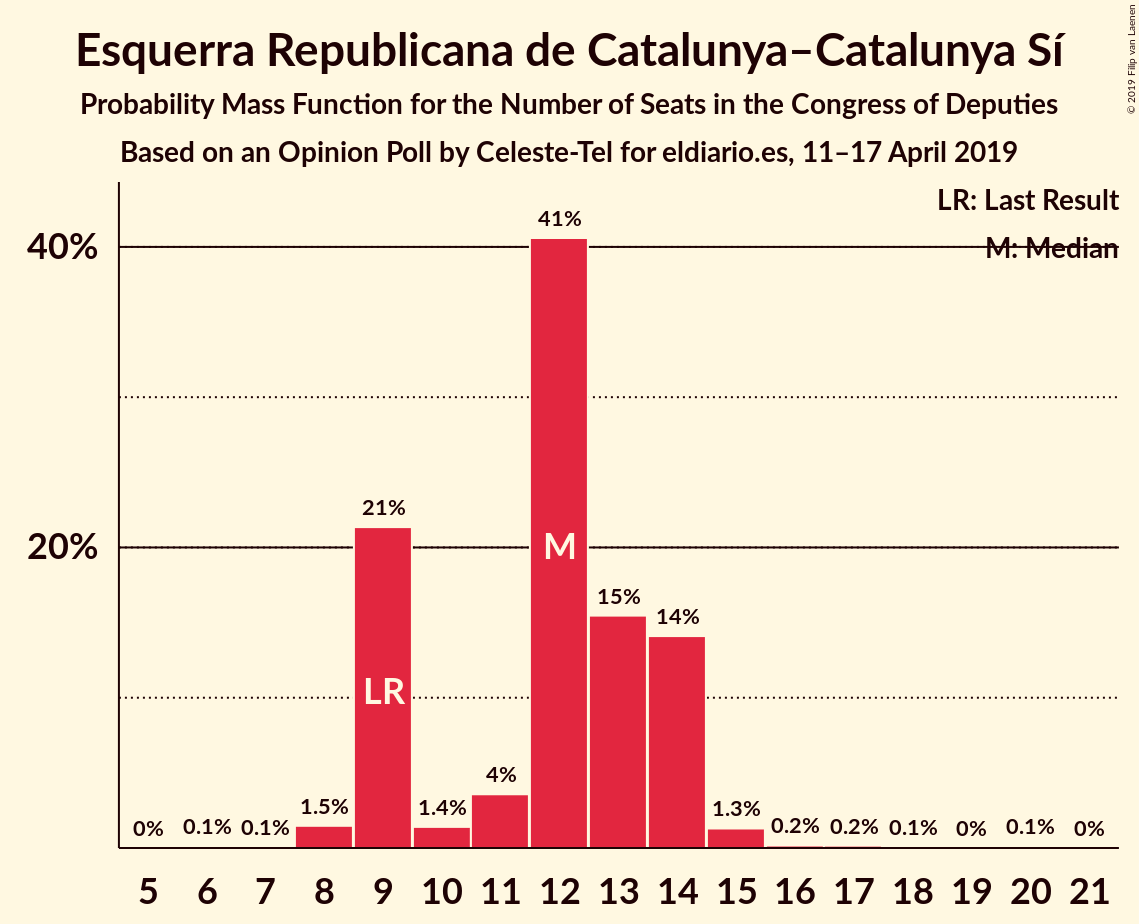 Esquerra Republicana de Catalunya–Catalunya Sí
Probability Mass Function for the Number of Seats in the Congress of Deputies
Based on an Opinion Poll by Celeste-Tel for eldiario.es, 11–17 April 2019
© 2019 Filip van Laenen
LR: Last Result
M: Median
40%
20%
0% 0.1% 0.1% 1.5% 21% 1.4% 4% 41% 15% 14% 1.3% 0.2% 0.2% 0.1% 0% 0.1% 0%
LR
M
5 6 7 8 9 10 11 12 13 14 15 16 17 18 19 20 21